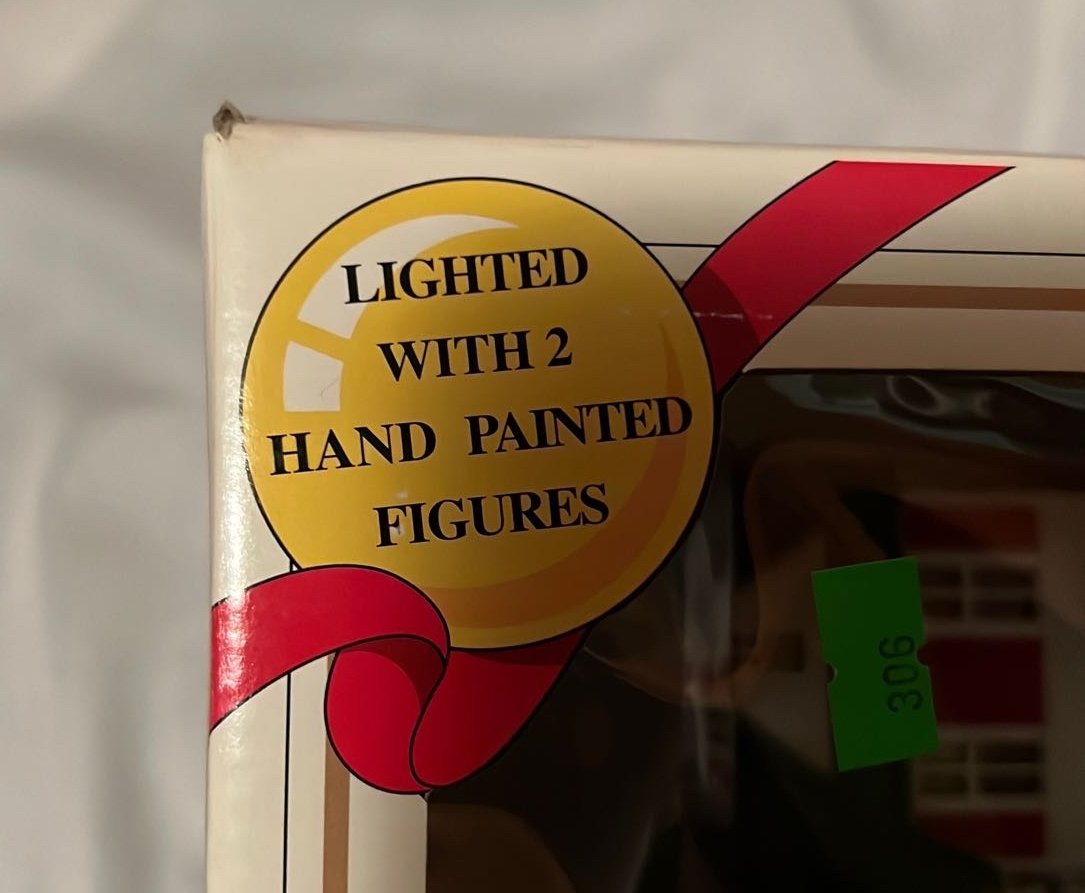 LIGHTED
WITH 2
HAND PAINTED
FIGURES
306